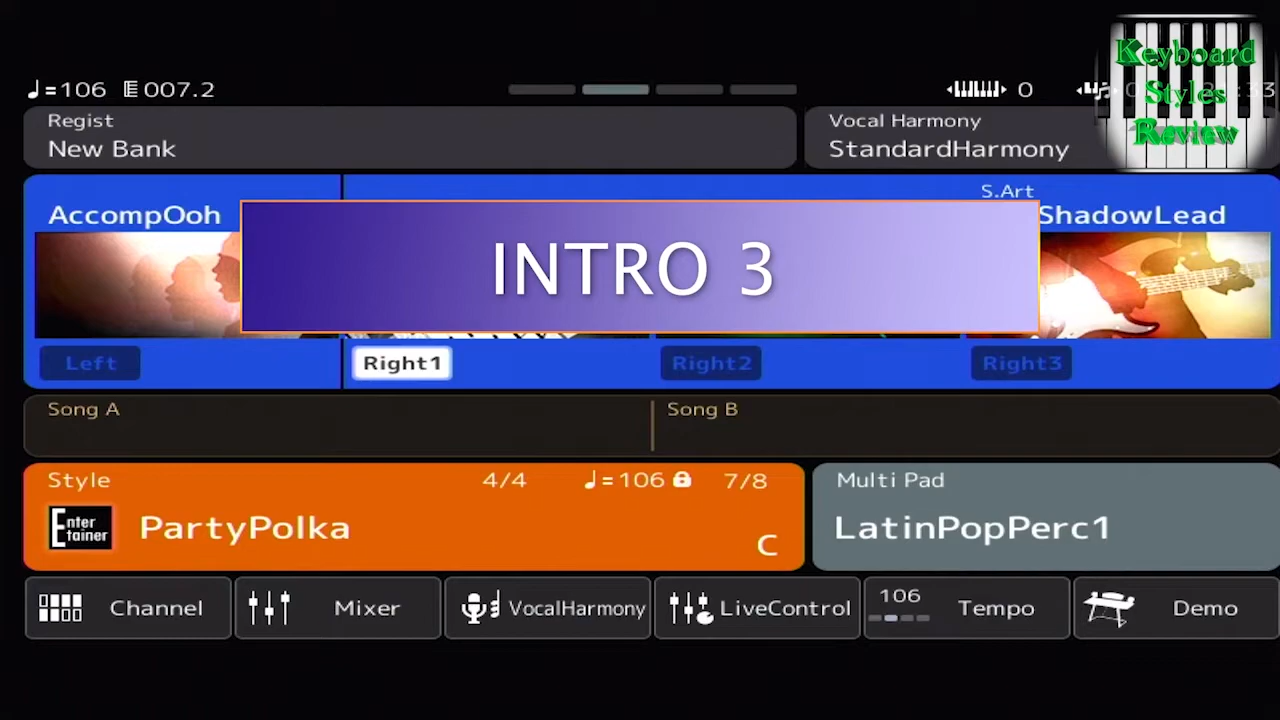 ♩=106 007.2
0
:33
Keyboard
Styles
Review
Regist
New Bank
Vocal Harmony
StandardHarmony
S.Art
AccompOoh
ShadowLead
INTRO 3
Left
Right1
Right2
Right3
Song A
Song B
Style
4/4
♩=106
7/8
Enter
tainer
PartyPolka
C
Multi Pad
LatinPopPerc1
Channel
Mixer
VocalHarmony
LiveControl
106
Tempo
Demo